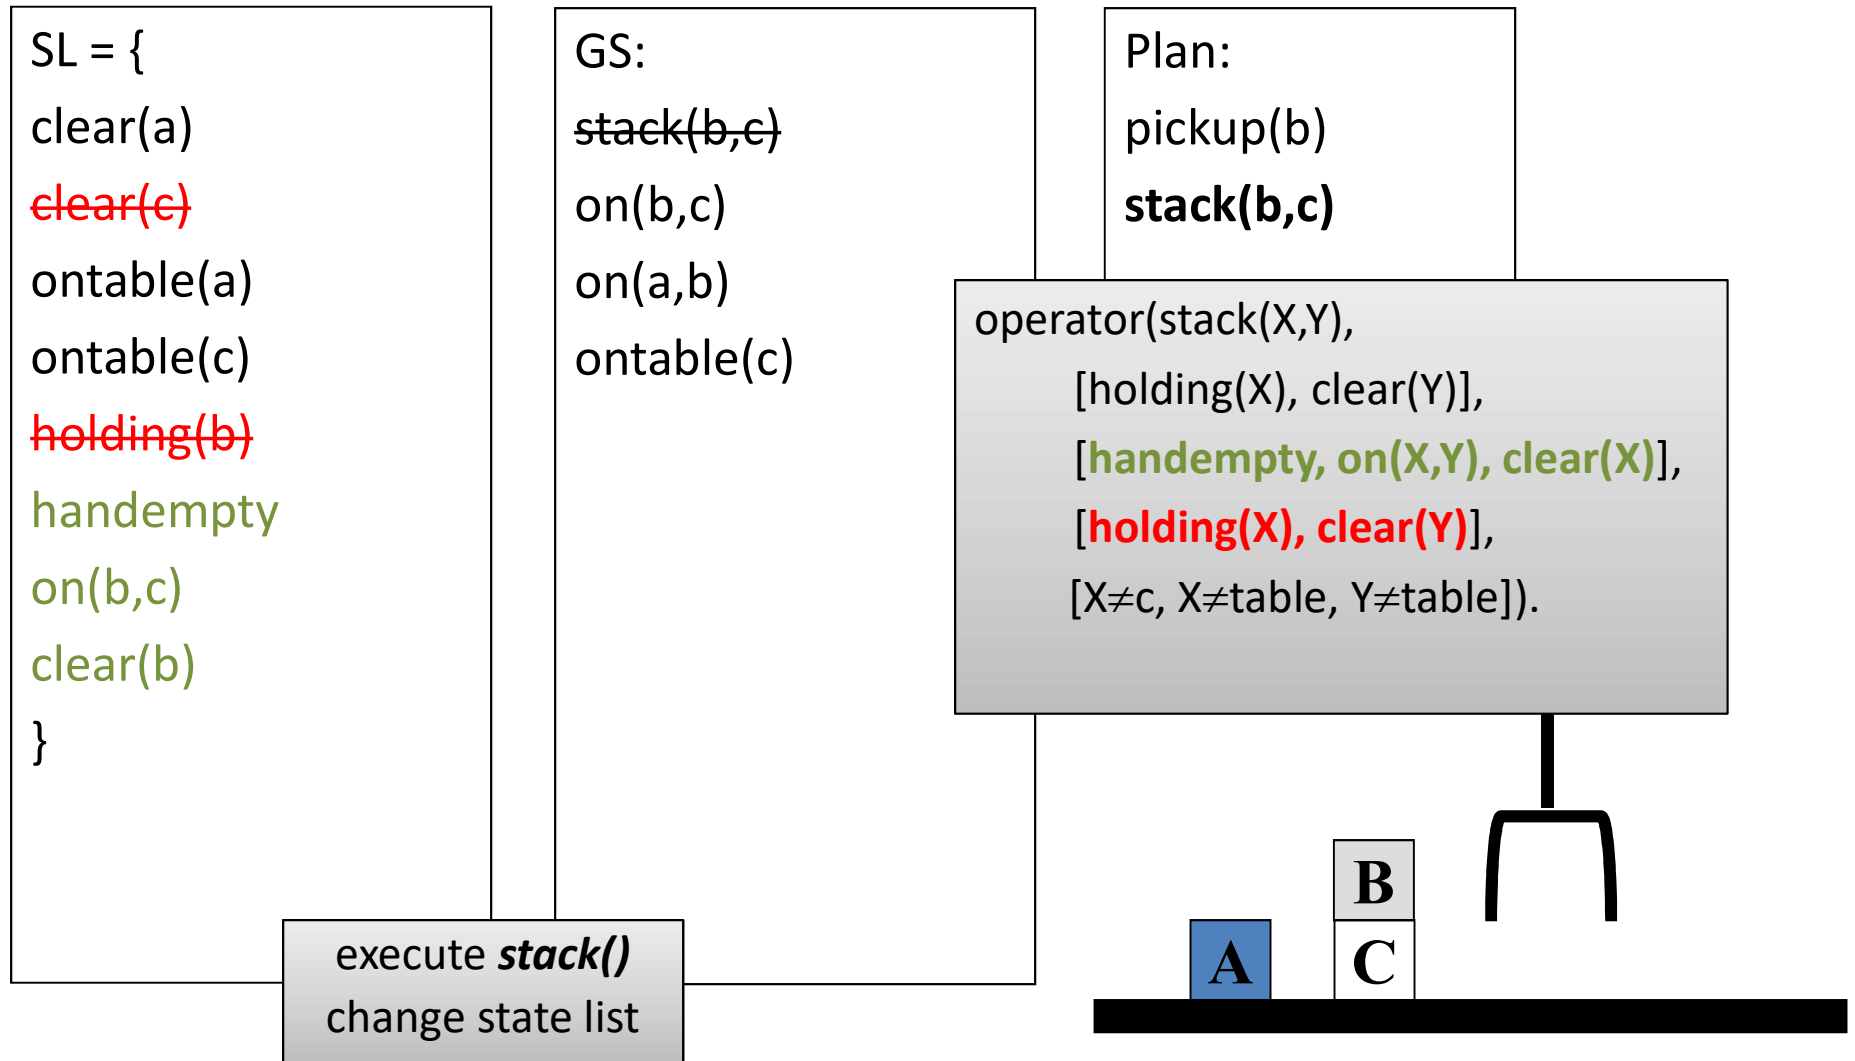 SL = {
clear(a)
clear(c)
ontable(a)
ontable(c)
holding(b)
handempty
on(b,c)
clear(b)
}
GS:
stack(b,c)
on(b,c)
on(a,b)
ontable(c)
Plan:
pickup(b)
stack(b,c)
operator(stack(X,Y),
[holding(X), clear(Y)],
[handempty, on(X,Y), clear(X)],
[holding(X), clear(Y)],
[X≠c, X≠table, Y≠table]).
execute stack()
change state list
B
A
C